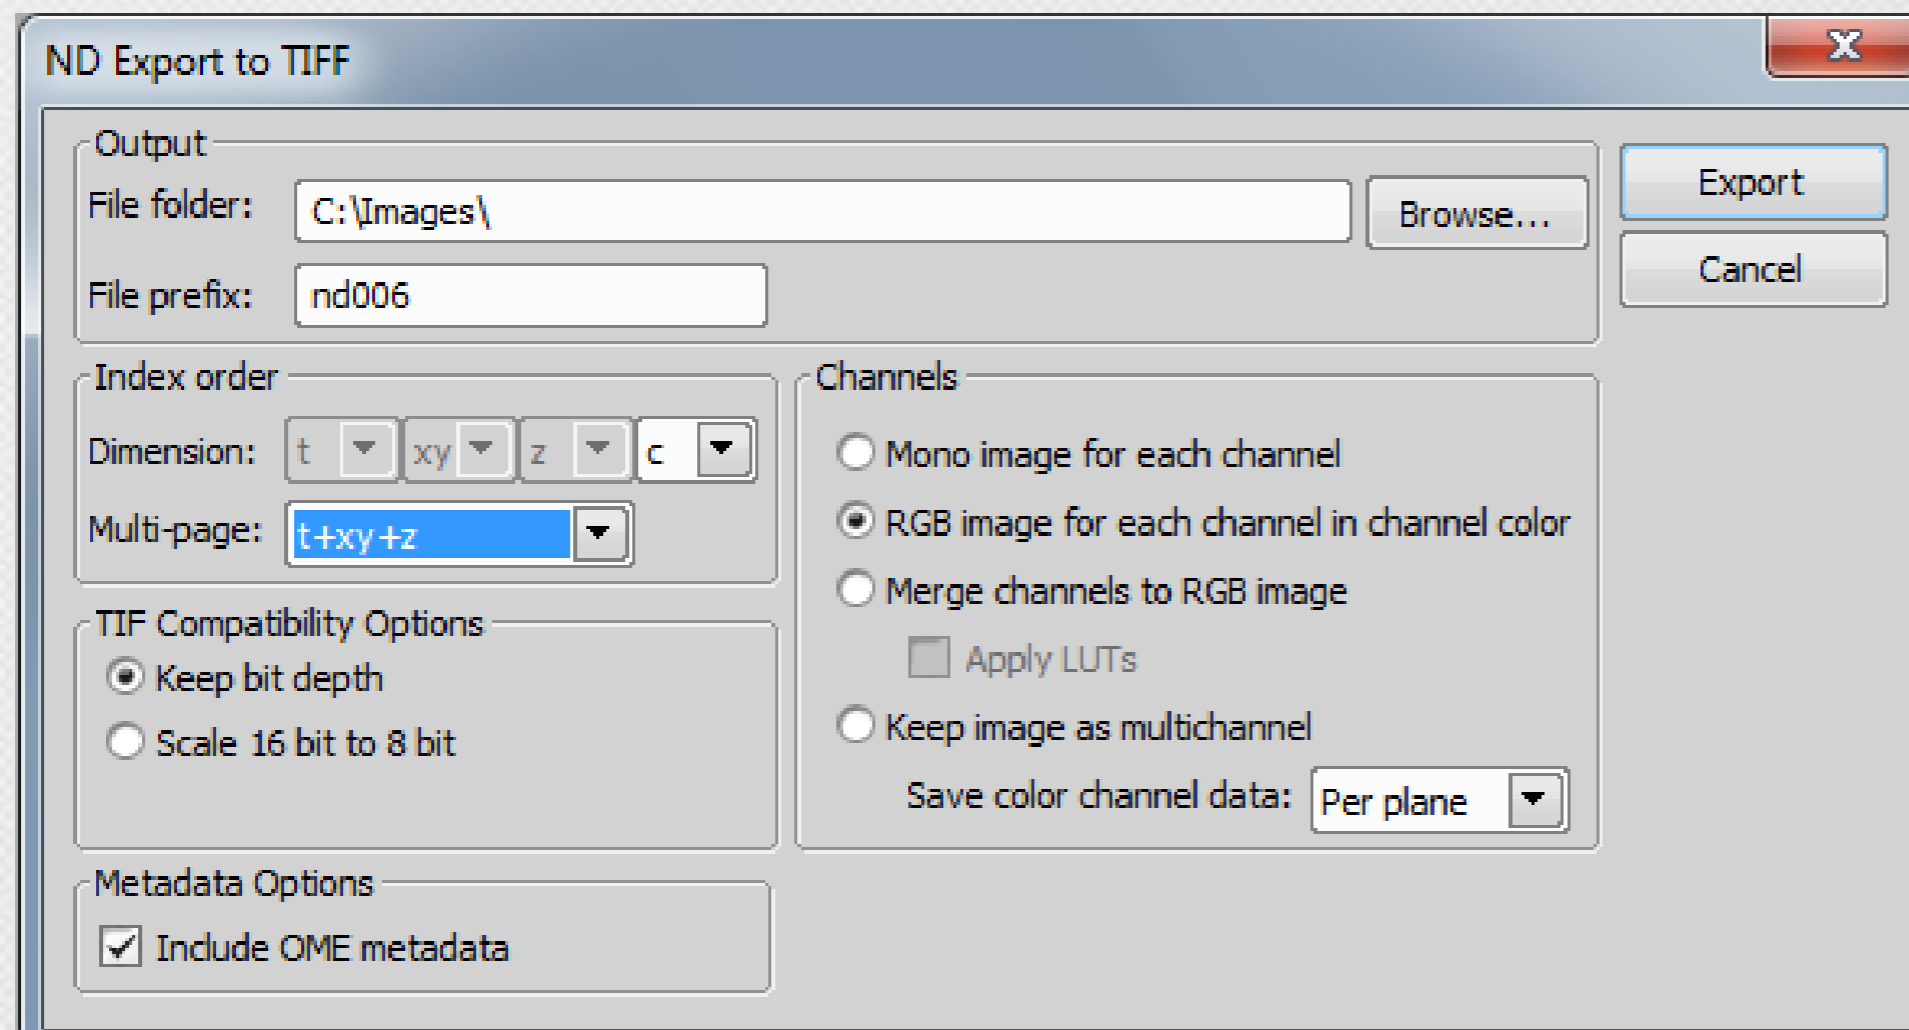 ND Export to TIFF
Output
File folder: C:\Images\ Browse...
File prefix: nd006
Export
Cancel
Index order
Dimension: t xy z c
Multi-page: t+xy+z
TIF Compatibility Options
Keep bit depth
Scale 16 bit to 8 bit
Metadata Options
Include OME metadata
Channels
Mono image for each channel
RGB image for each channel in channel color
Merge channels to RGB image
Apply LUTs
Keep image as multichannel
Save color channel data: Per plane